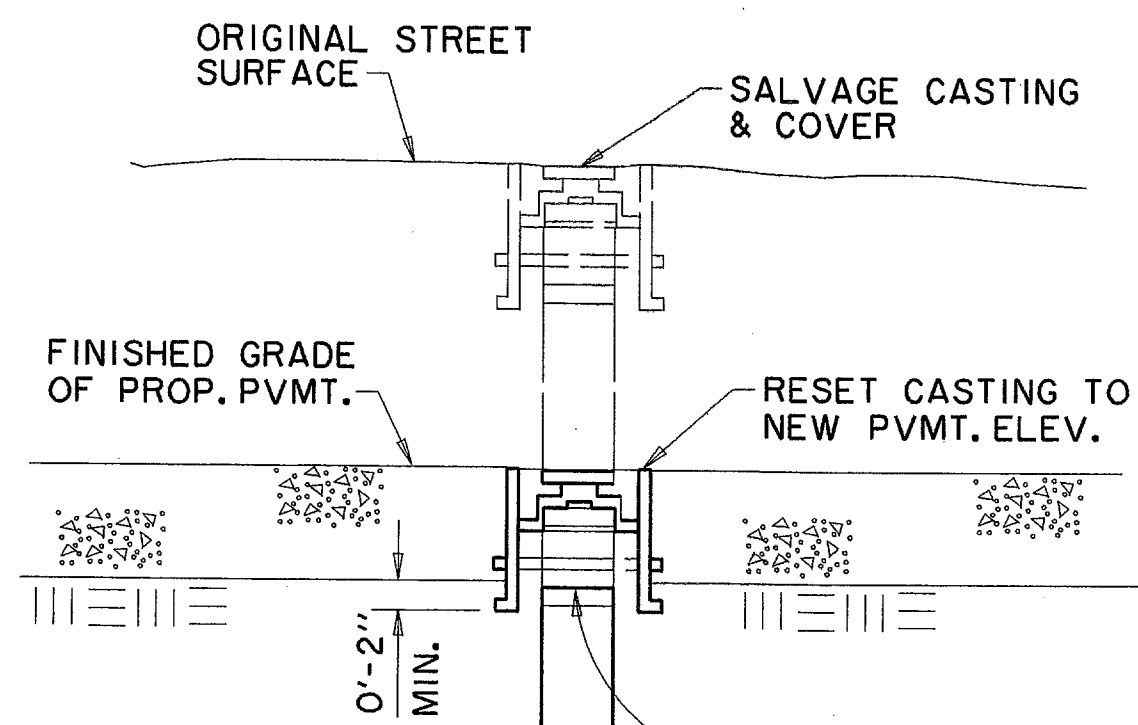 ORIGINAL STREET
SURFACE
SALVAGE CASTING
& COVER
FINISHED GRADE
OF PROP. PVMT.
RESET CASTING TO
NEW PVMT. ELEV.
0'-2"
MIN.